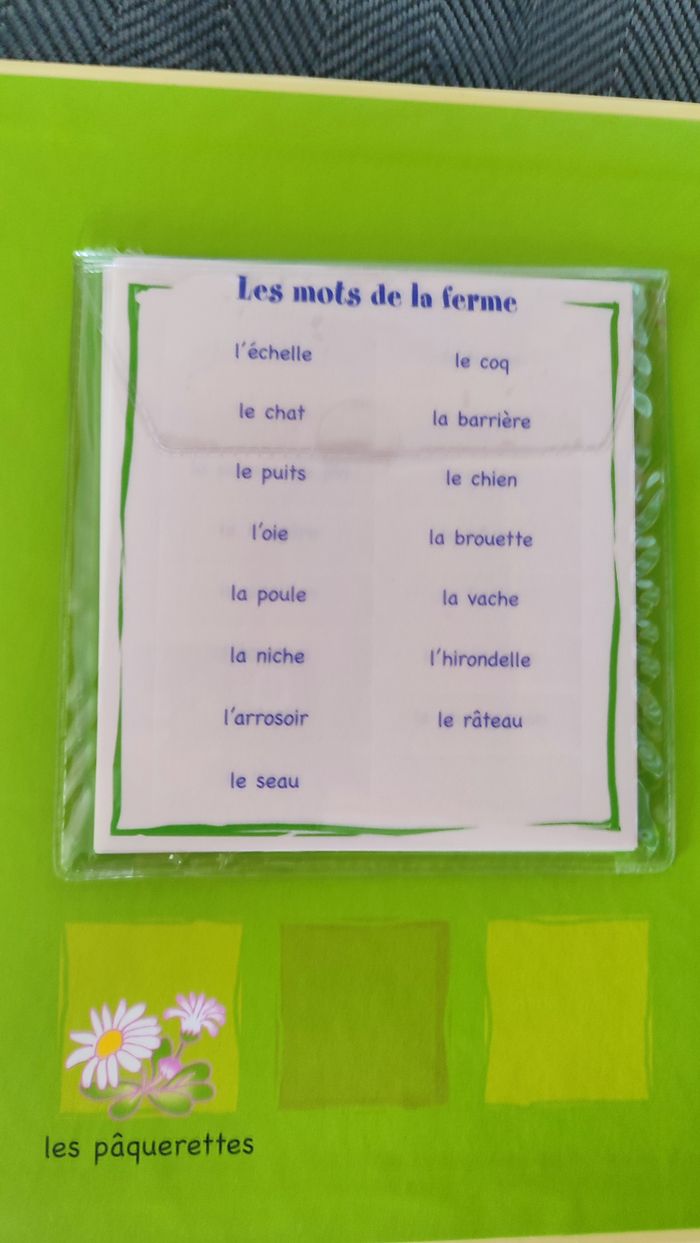 Les mots de la ferme
l'échelle
le chat
le puits
l'oie
la poule
la niche
l'arrosoir
le seau
le coq
la barrière
le chien
la brouette
la vache
l'hirondelle
le râteau
les pâquerettes